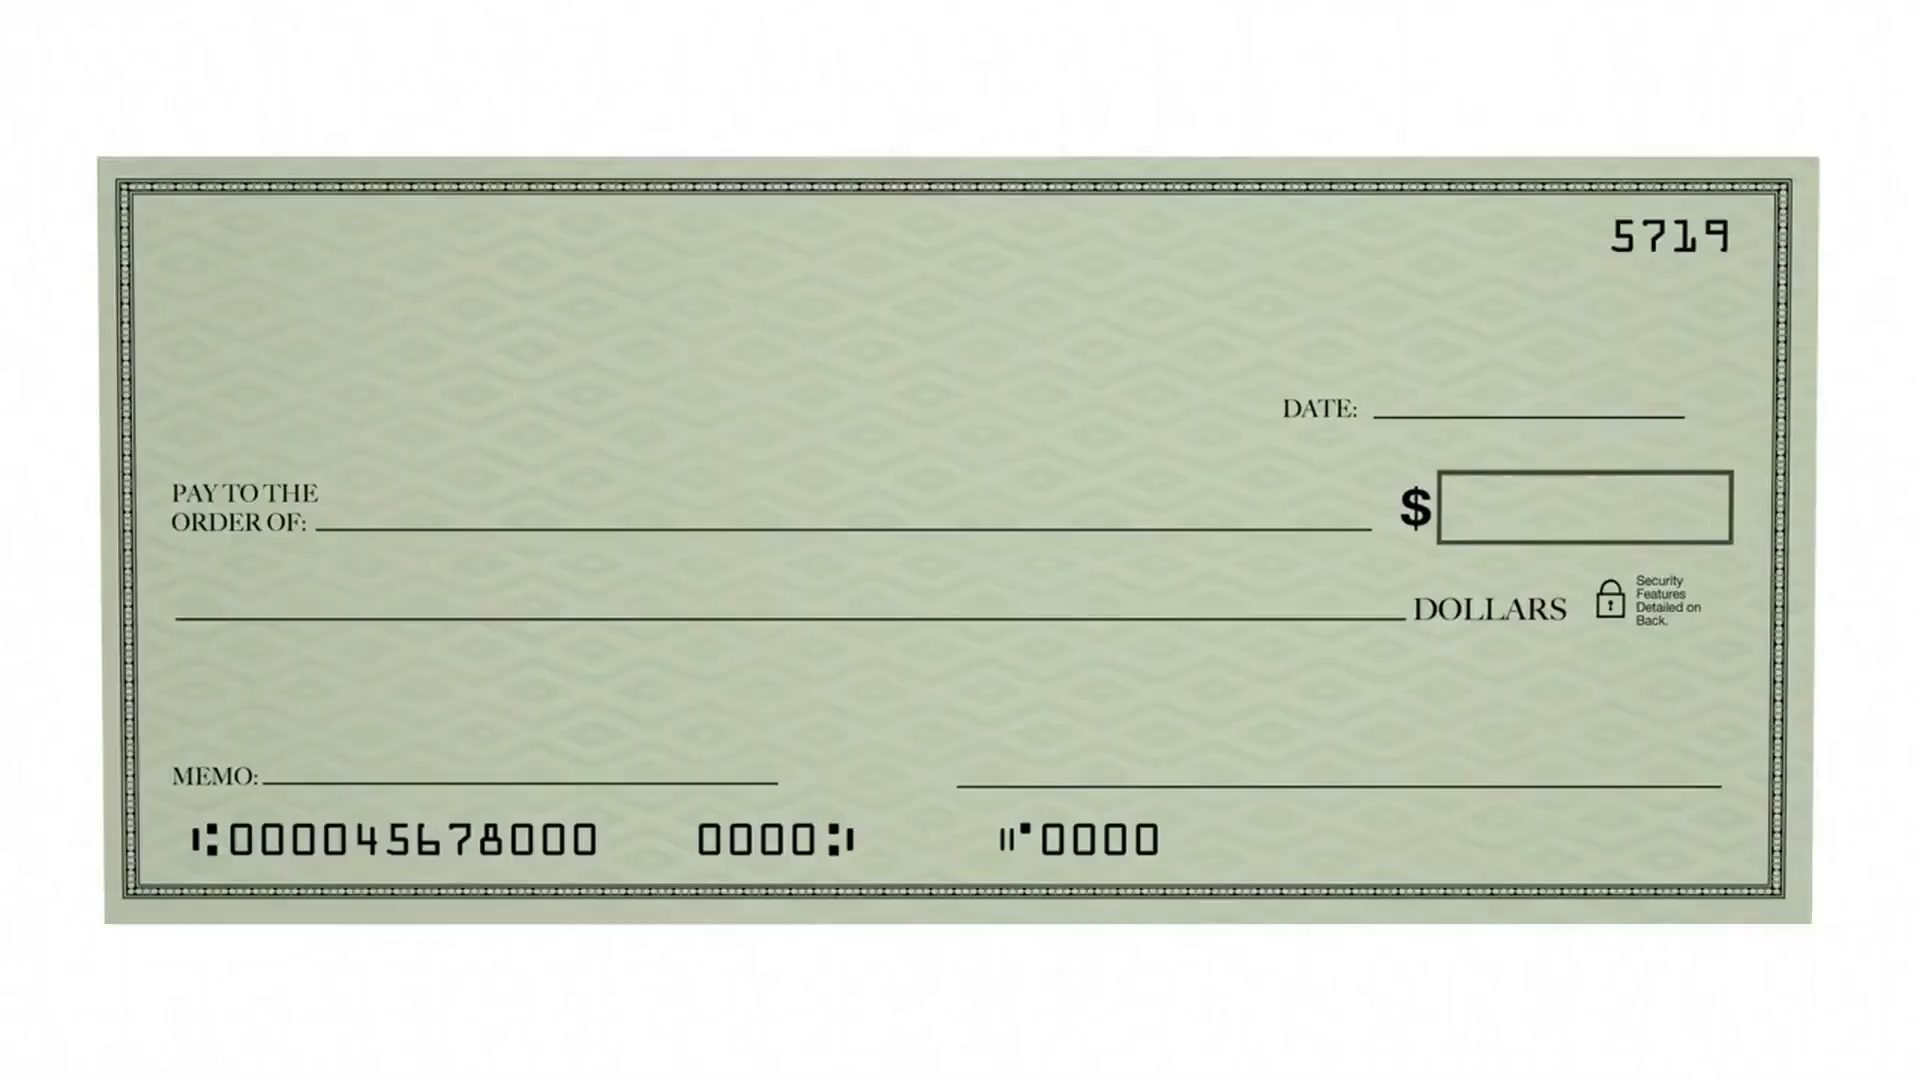 5719
DATE:
PAY TO THE
ORDER OF:
$
DOLLARS
Security
Features
Detailed on
Back.
MEMO:
⑆000045678000 0000⑆ ⑈0000